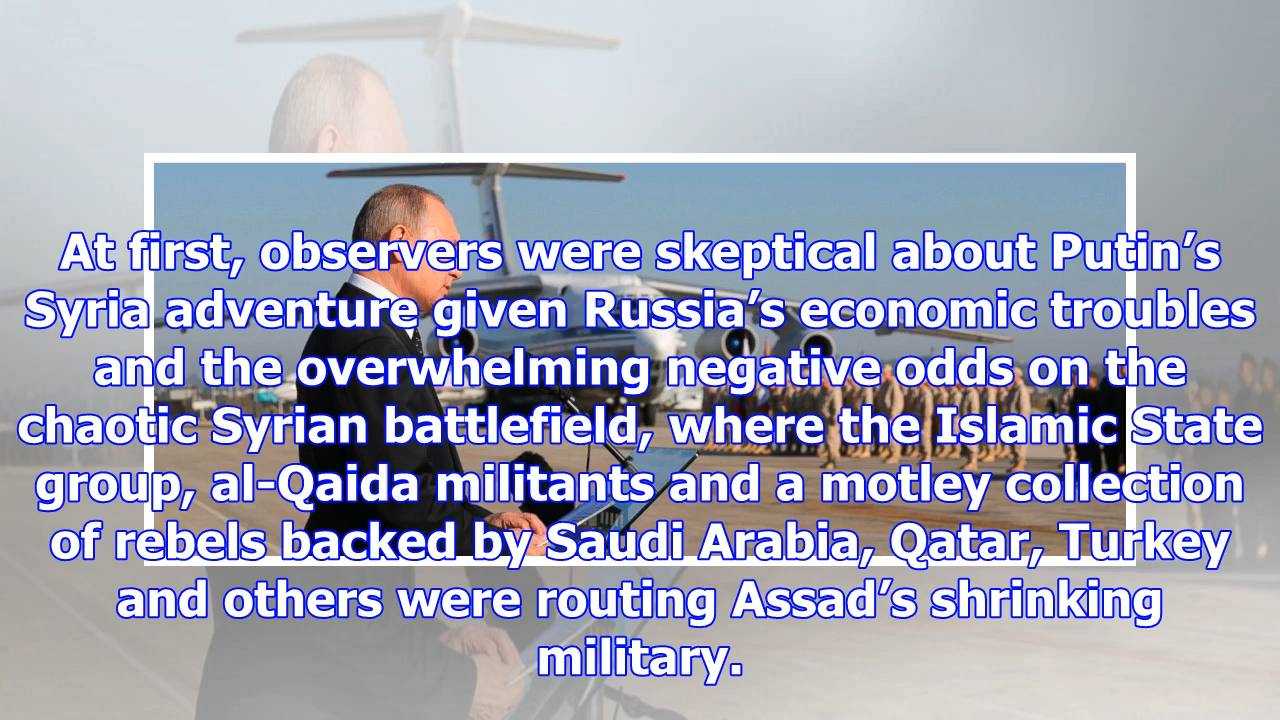 At first, observers were skeptical about Putin’s
Syria adventure given Russia’s economic troubles
and the overwhelming negative odds on the
chaotic Syrian battlefield, where the Islamic State
group, al-Qaida militants and a motley collection
of rebels backed by Saudi Arabia, Qatar, Turkey
and others were routing Assad’s shrinking
military.